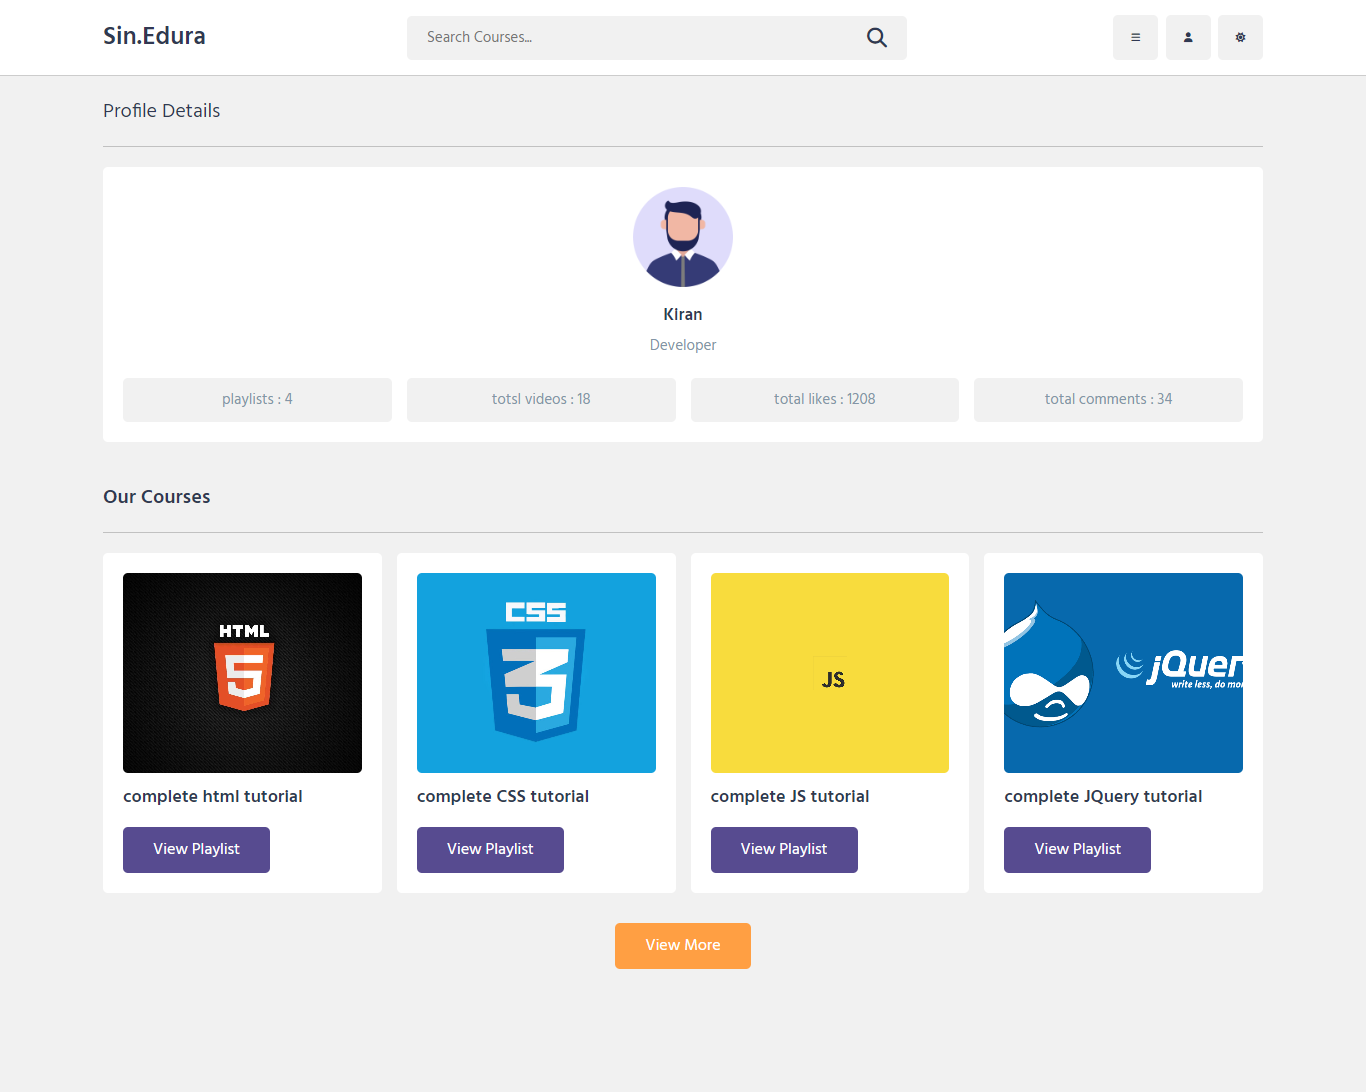 Sin.Edura
Search Courses...
Profile Details
Kiran
Developer
playlists : 4
totsl videos : 18
total likes : 1208
total comments : 34
Our Courses
HTML
5
CSS
3
JS
jQuer
write less, do mo
complete html tutorial
complete CSS tutorial
complete JS tutorial
complete JQuery tutorial
View Playlist
View Playlist
View Playlist
View Playlist
View More